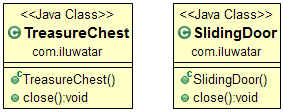 <<Java Class>>
TreasureChest
com.iluwatar
TreasureChest()
close():void
<<Java Class>>
SlidingDoor
com.iluwatar
SlidingDoor()
close():void